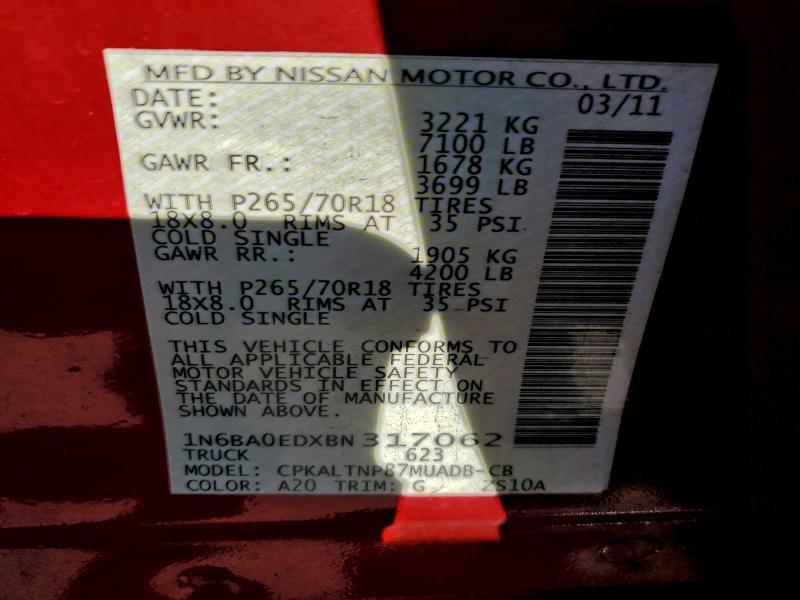 MFD BY NISSAN MOTOR CO., LTD.
DATE: 03/11
GVWR: 3221 KG
7100 LB
GAWR FR.: 1678 KG
3699 LB
WITH P265/70R18 TIRES
18X8.0 RIMS AT 35 PSI
COLD SINGLE
GAWR RR.: 1905 KG
4200 LB
WITH P265/70R18 TIRES
18X8.0 RIMS AT 35 PSI
COLD SINGLE
THIS VEHICLE CONFORMS TO
ALL APPLICABLE FEDERAL
MOTOR VEHICLE SAFETY
STANDARDS IN EFFECT ON
THE DATE OF MANUFACTURE
SHOWN ABOVE.
1N6BA0EDXBN317062
TRUCK 623
MODEL: CPKALTNP87MUADB-CB
COLOR: A20 TRIM: G ZS10A